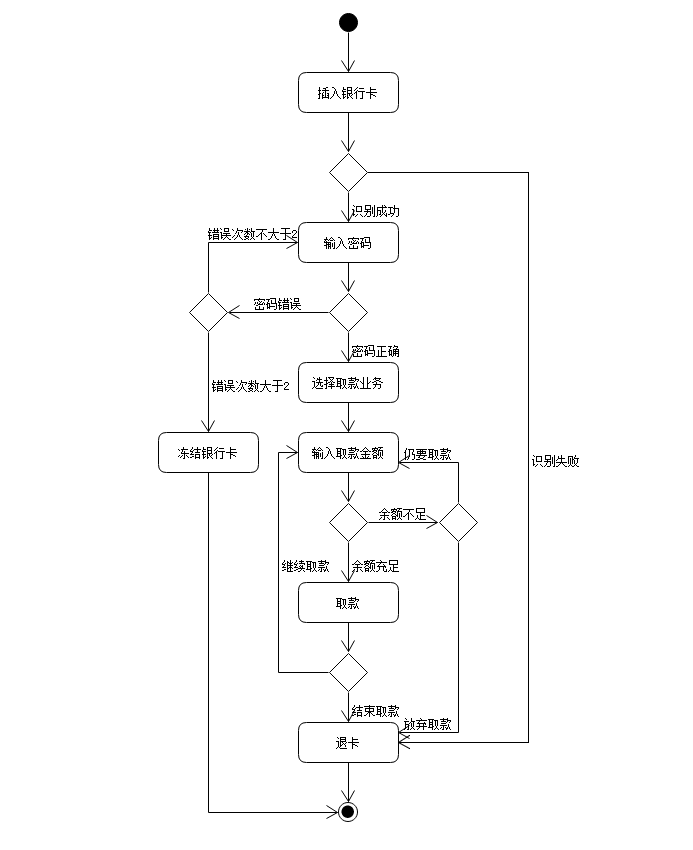 插入银行卡
识别成功
错误次数不大于2
输入密码
密码错误
密码正确
选择取款业务
错误次数大于2
冻结银行卡
输入取款金额
仍要取款
识别失败
余额不足
继续取款
余额充足
取款
结束取款
放弃取款
退卡